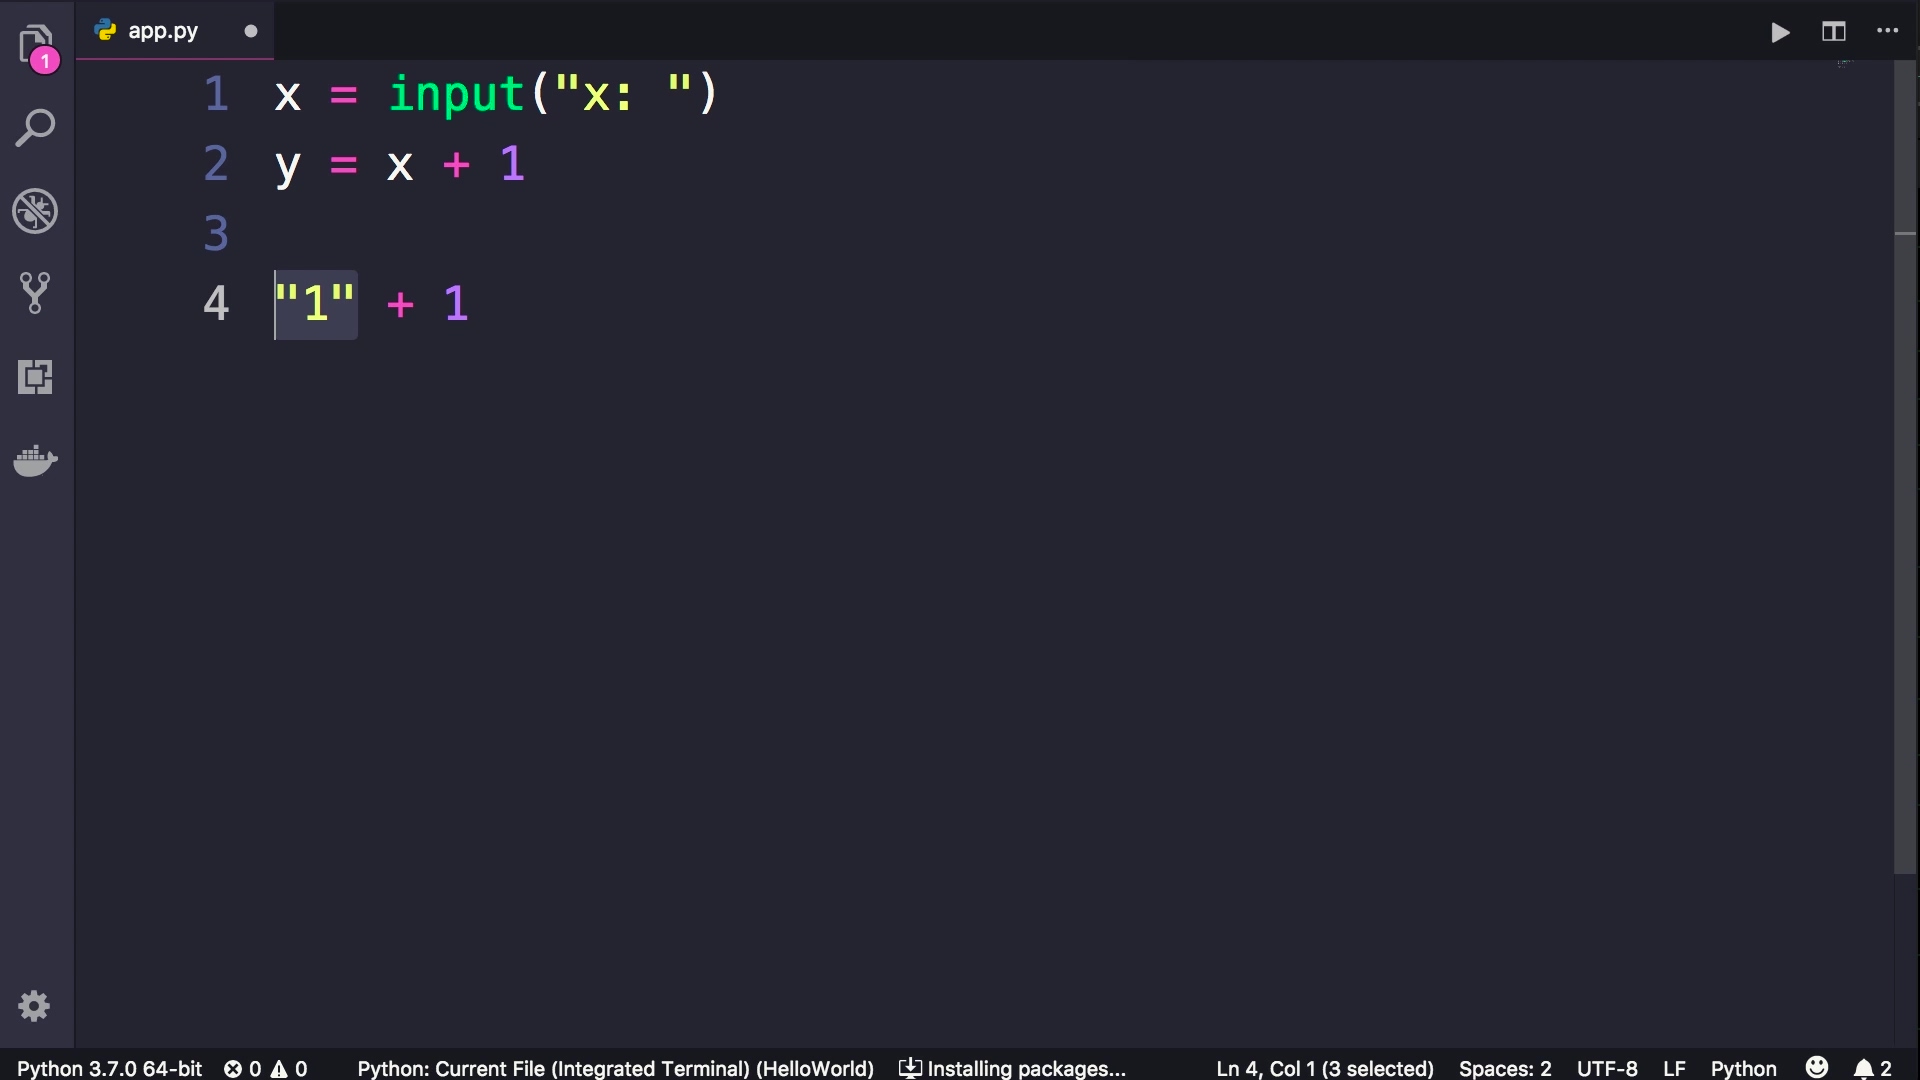 1
app.py
1 x = input("x: ")
2 y = x + 1
3
4 "1" + 1
Python 3.7.0 64-bit 0 0 Python: Current File (Integrated Terminal) (HelloWorld) Installing packages... Ln 4, Col 1 (3 selected) Spaces: 2 UTF-8 LF Python 2